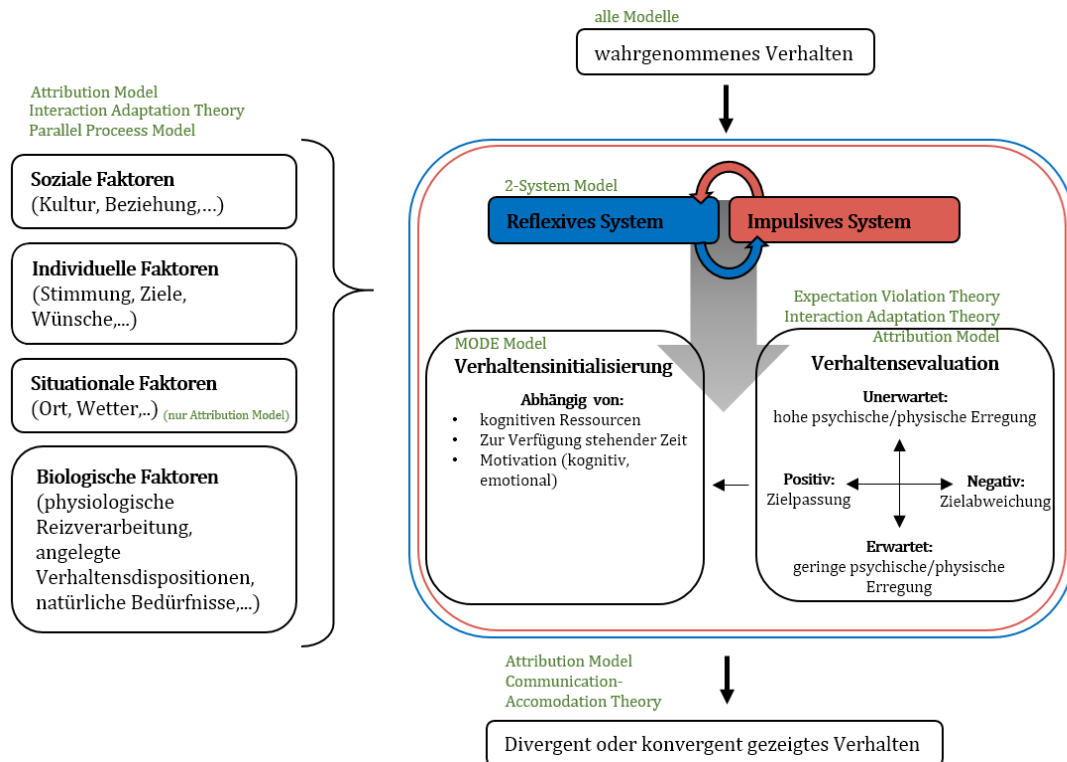 alle Modelle
wahrgenommenes Verhalten
Attribution Model
Interaction Adaptation Theory
Parallel Proceess Model
Soziale Faktoren
(Kultur, Beziehung,...)
Individuelle Faktoren
(Stimmung, Ziele,
Wünsche,...)
Situationale Faktoren
(Ort, Wetter,..) (nur Attribution Model)
Biologische Faktoren
(physiologische
Reizverarbeitung,
angelegte
Verhaltensdispositionen,
natürliche Bedürfnisse,...)
2-System Model
Reflexives System
Impulsives System
MODE Model
Verhaltensinitialisierung
Abhängig von:
• kognitiven Ressourcen
• Zur Verfügung stehender Zeit
• Motivation (kognitiv,
emotional)
Expectation Violation Theory
Interaction Adaptation Theory
Attribution Model
Verhaltensevaluation
Unerwartet:
hohe psychische/physische Erregung
Positiv:
Zielpassung
Negativ:
Zielabweichung
Erwartet:
geringe psychische/physische
Erregung
Attribution Model
Communication-
Accomodation Theory
Divergent oder konvergent gezeigtes Verhalten